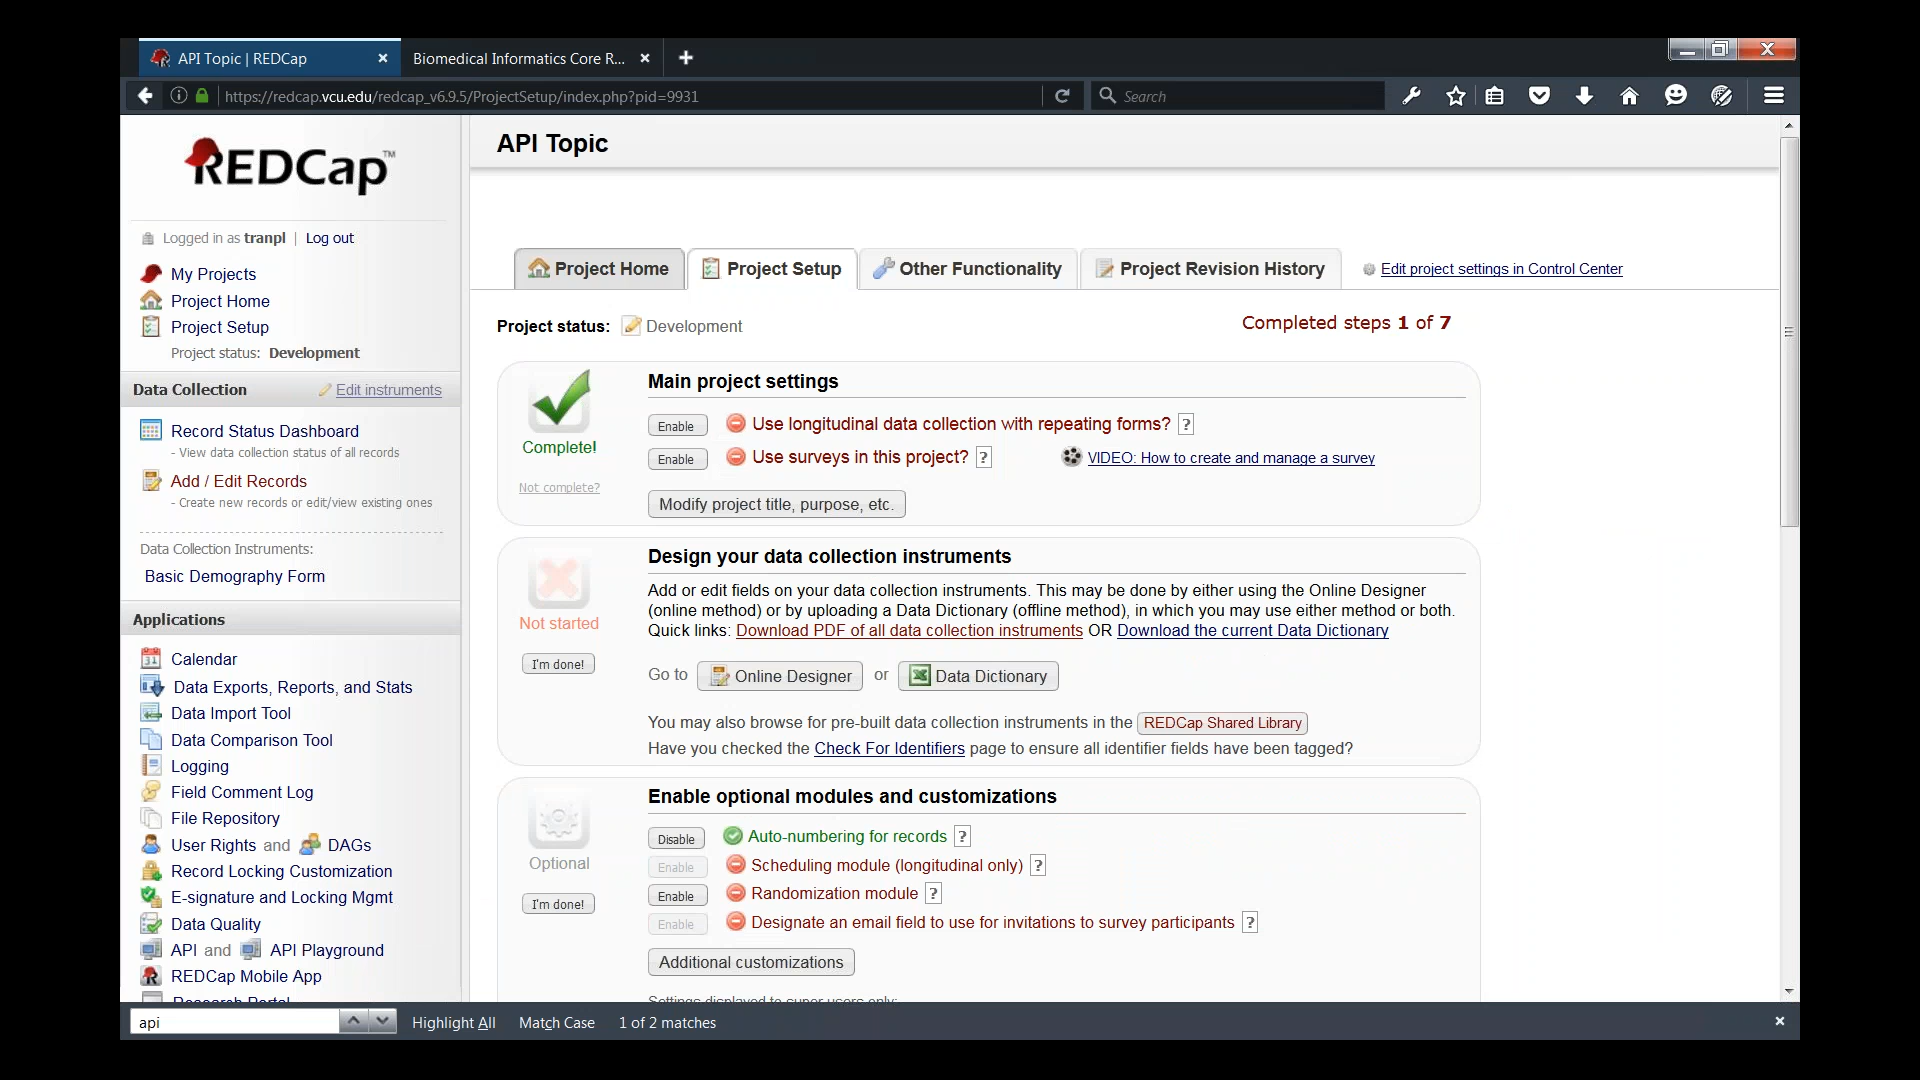 API Topic | REDCap
Biomedical Informatics Core R...
https://redcap.vcu.edu/redcap_v6.9.5/ProjectSetup/index.php?pid=9931
Search
REDCap™
Logged in as tranpl | Log out
My Projects
Project Home
Project Setup
Project status: Development
Data Collection
Edit instruments
Record Status Dashboard
- View data collection status of all records
Add / Edit Records
- Create new records or edit/view existing ones
Data Collection Instruments:
Basic Demography Form
Applications
Calendar
Data Exports, Reports, and Stats
Data Import Tool
Data Comparison Tool
Logging
Field Comment Log
File Repository
User Rights and DAGs
Record Locking Customization
E-signature and Locking Mgmt
Data Quality
API and API Playground
REDCap Mobile App
Research Portal
API Topic
Project Home
Project Setup
Other Functionality
Project Revision History
Edit project settings in Control Center
Project status: Development
Completed steps 1 of 7
Complete!
Not complete?
Main project settings
Enable Use longitudinal data collection with repeating forms? ?
Enable Use surveys in this project? ? VIDEO: How to create and manage a survey
Modify project title, purpose, etc.
Not started
I'm done!
Design your data collection instruments
Add or edit fields on your data collection instruments. This may be done by either using the Online Designer
(online method) or by uploading a Data Dictionary (offline method), in which you may use either method or both.
Quick links: Download PDF of all data collection instruments OR Download the current Data Dictionary
Go to Online Designer or Data Dictionary
You may also browse for pre-built data collection instruments in the REDCap Shared Library
Have you checked the Check For Identifiers page to ensure all identifier fields have been tagged?
Optional
I'm done!
Enable optional modules and customizations
Disable Auto-numbering for records ?
Enable Scheduling module (longitudinal only) ?
Enable Randomization module ?
Enable Designate an email field to use for invitations to survey participants ?
Additional customizations
Settings displayed to super users only:
api
Highlight All
Match Case
1 of 2 matches